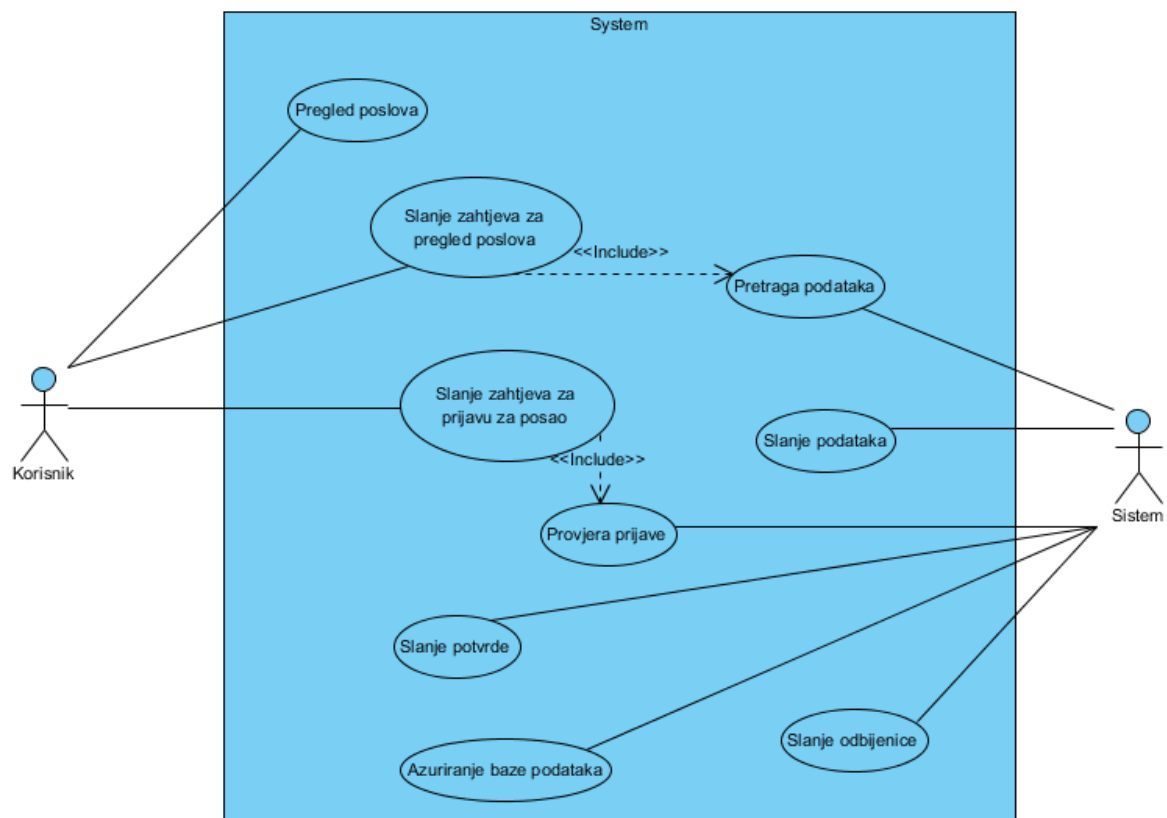 System
Pregled poslova
Slanje zahtjeva za
pregled poslova
<<Include>>
Pretraga podataka
Slanje zahtjeva za
prijavu za posao
Slanje podataka
<<Include>>
Korisnik
Sistem
Provjera prijave
Slanje potvrde
Slanje odbijenice
Azuriranje baze podataka